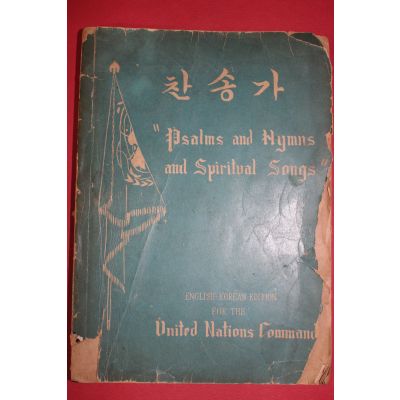 찬송가
"Psalms and Hymns
and Spiritual Songs"
ENGLISH-KOREAN EDITION
FOR THE
United Nations Command